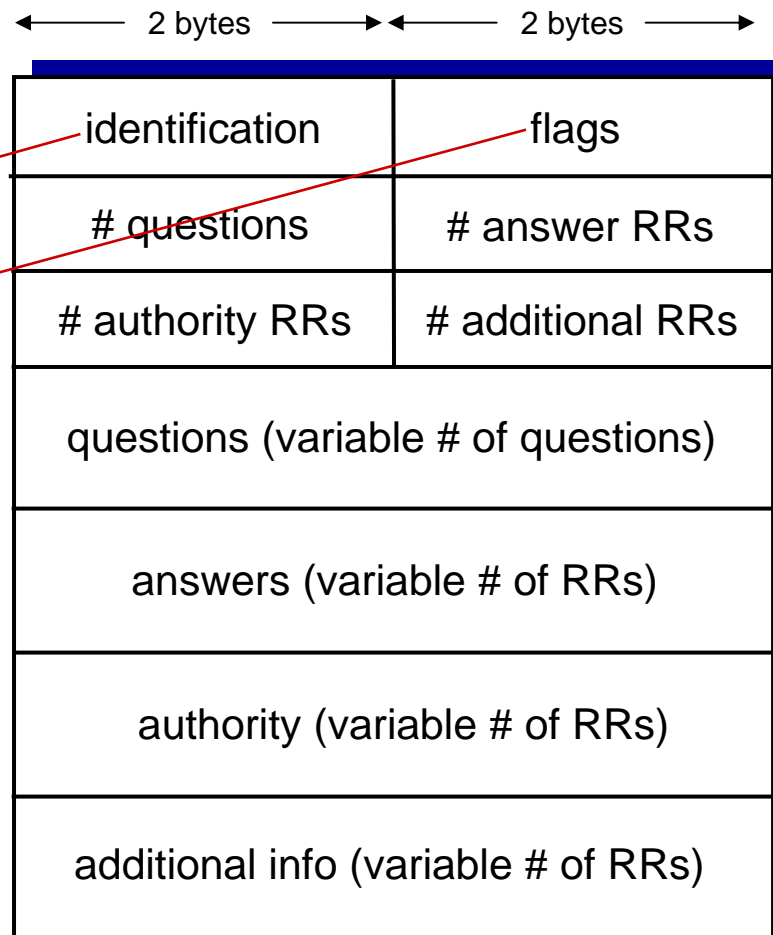 2 bytes 2 bytes
identification flags
# questions # answer RRs
# authority RRs # additional RRs
questions (variable # of questions)
answers (variable # of RRs)
authority (variable # of RRs)
additional info (variable # of RRs)